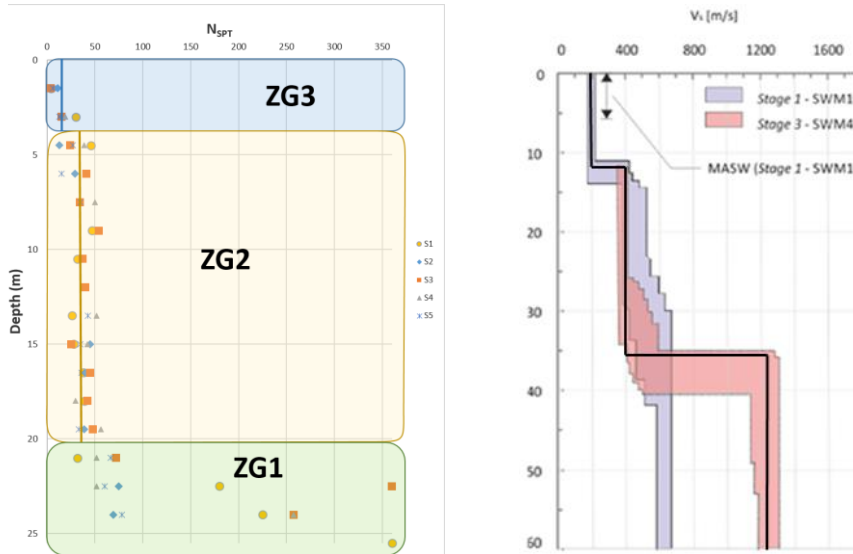 N_SPT
0 50 100 150 200 250 300 350
0
5
10
15
20
25
Depth (m)
ZG3
ZG2
ZG1
S1
S2
S3
S4
S5
Vs [m/s]
0 400 800 1200 1600
0
10
20
30
40
50
60
Stage 1 - SWM1
Stage 3 - SWM4
MASW (Stage 1 - SWM1